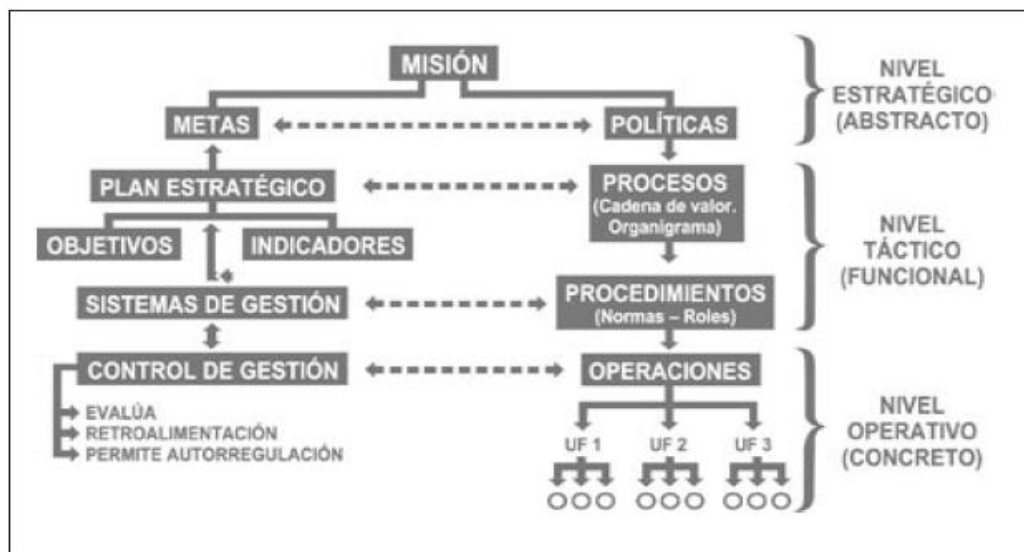 MISIÓN
METAS
POLÍTICAS
NIVEL
ESTRATÉGICO
(ABSTRACTO)
PLAN ESTRATÉGICO
OBJETIVOS
INDICADORES
PROCESOS
(Cadena de valor.
Organigrama)
SISTEMAS DE GESTIÓN
PROCEDIMIENTOS
(Normas – Roles)
NIVEL
TÁCTICO
(FUNCIONAL)
CONTROL DE GESTIÓN
EVALÚA
RETROALIMENTACIÓN
PERMITE AUTORREGULACIÓN
OPERACIONES
UF 1
UF 2
UF 3
NIVEL
OPERATIVO
(CONCRETO)